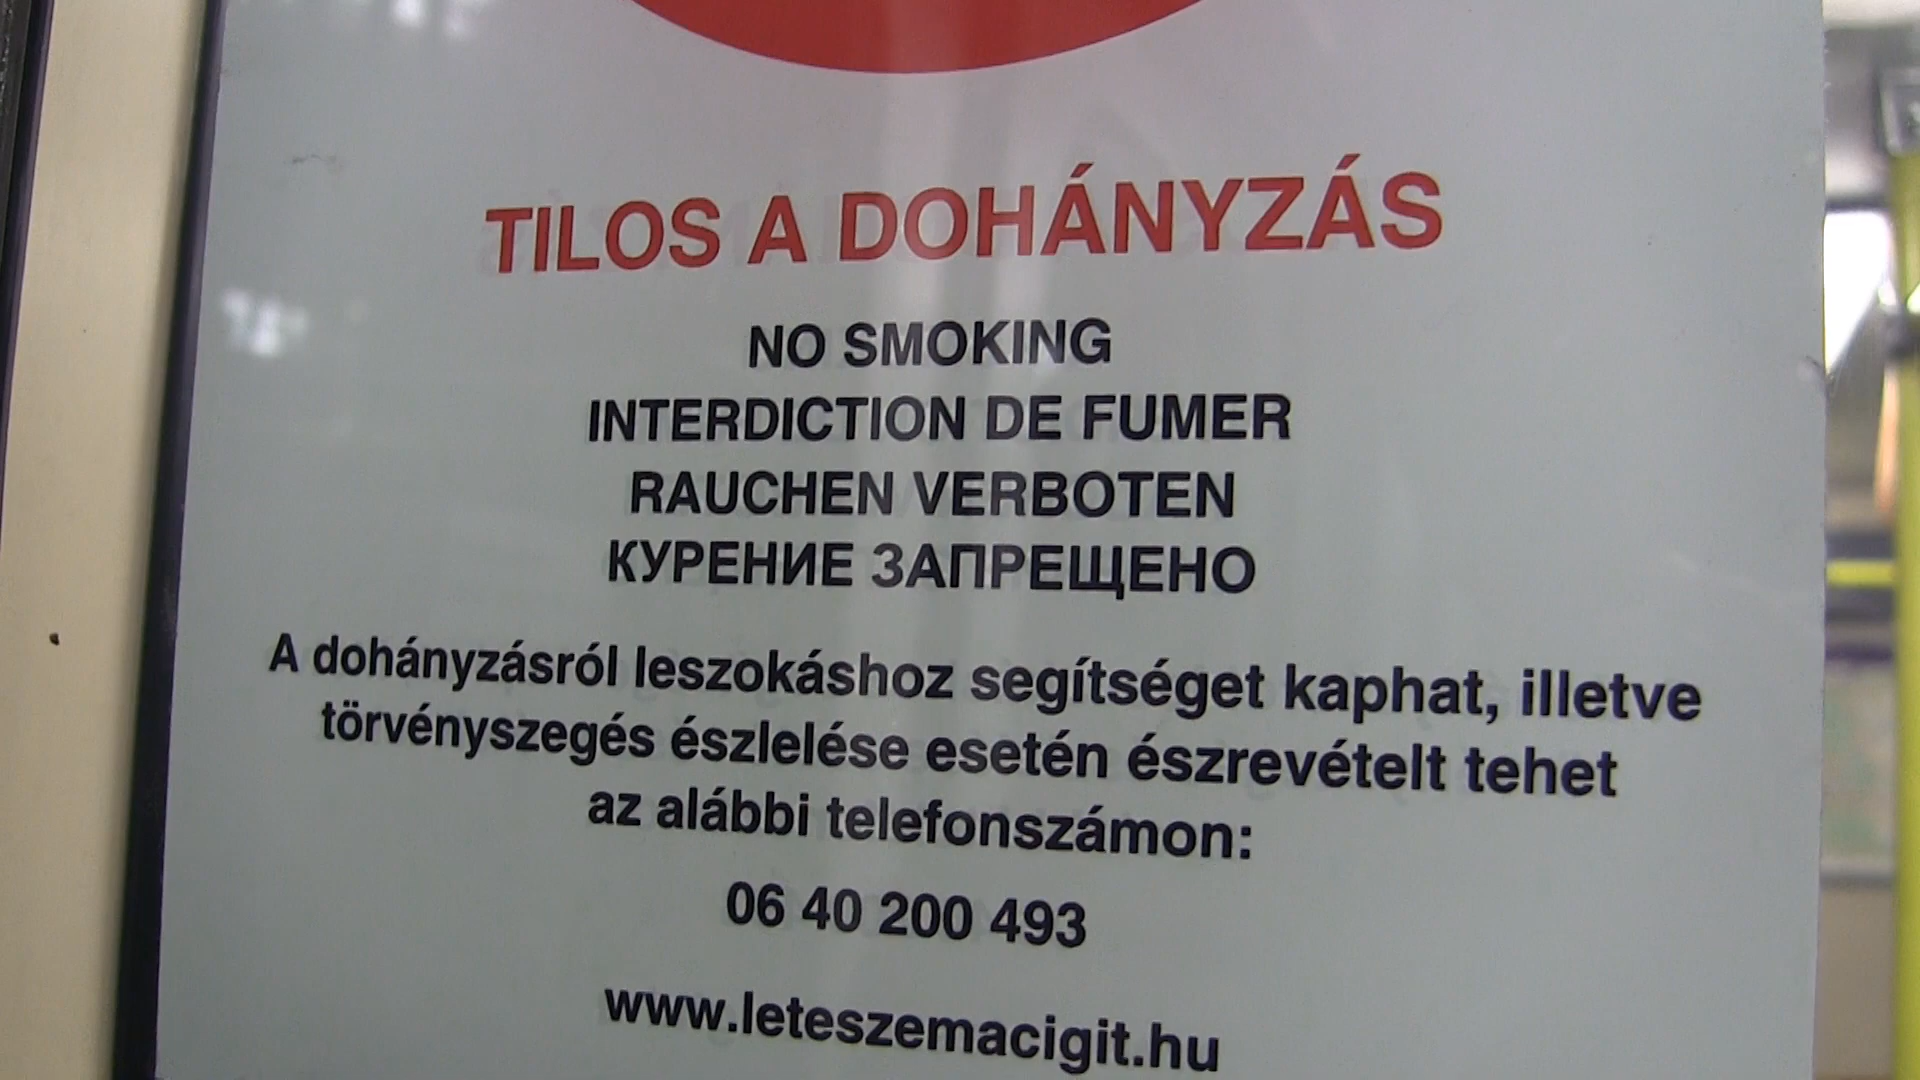 TILOS A DOHÁNYZÁS
NO SMOKING
INTERDICTION DE FUMER
RAUCHEN VERBOTEN
КУРЕНИЕ ЗАПРЕЩЕНО
A dohányzásról leszokáshoz segítséget kaphat, illetve
törvényszegés észlelése esetén észrevételt tehet
az alábbi telefonszámon:
06 40 200 493
www.leteszemacigit.hu